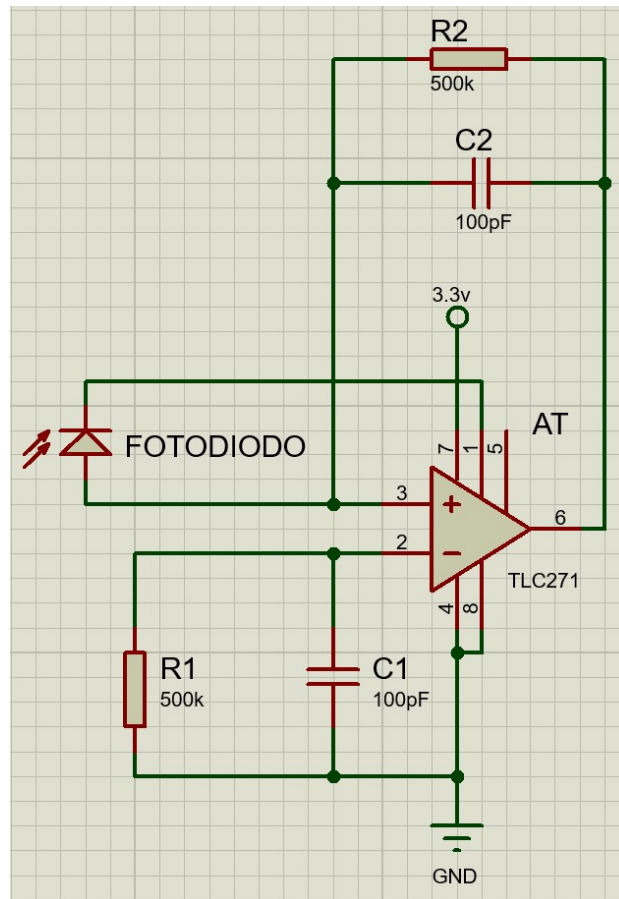 R2
500k
C2
100pF
3.3v
AT
FOTODIODO
7
1
5
3
+
6
2
−
TLC271
4
8
R1
500k
C1
100pF
GND